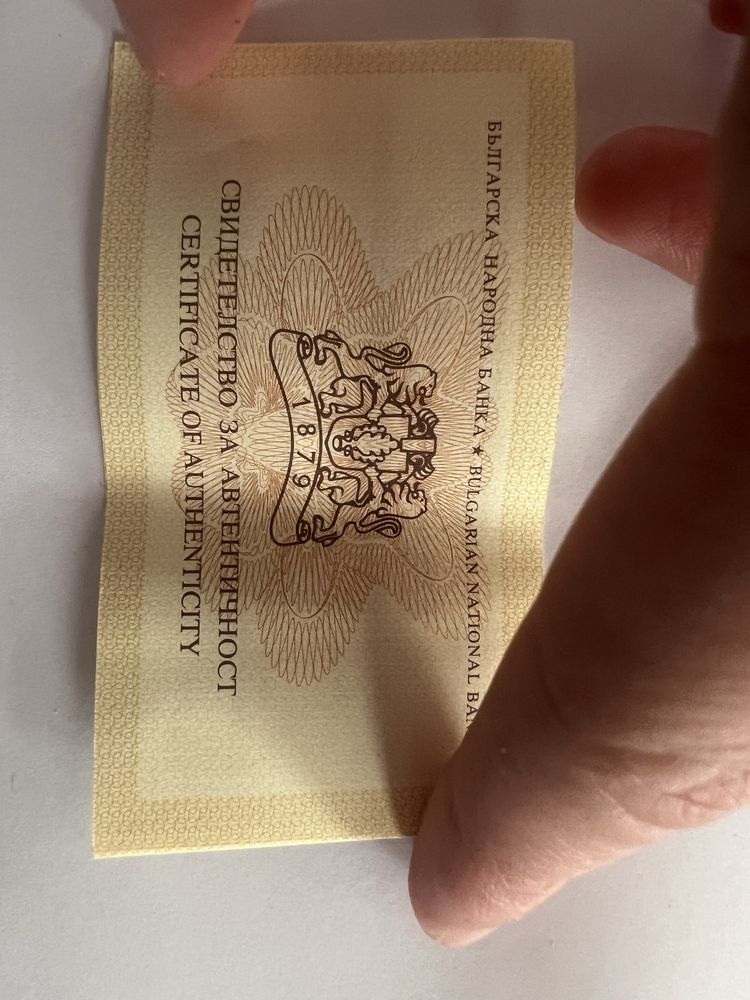 БЪЛГАРСКА НАРОДНА БАНКА ★ BULGARIAN NATIONAL
1879
СВИДЕТЕЛСТВО ЗА АВТЕНТИЧНОСТ
CERTIFICATE OF AUTHENTICITY